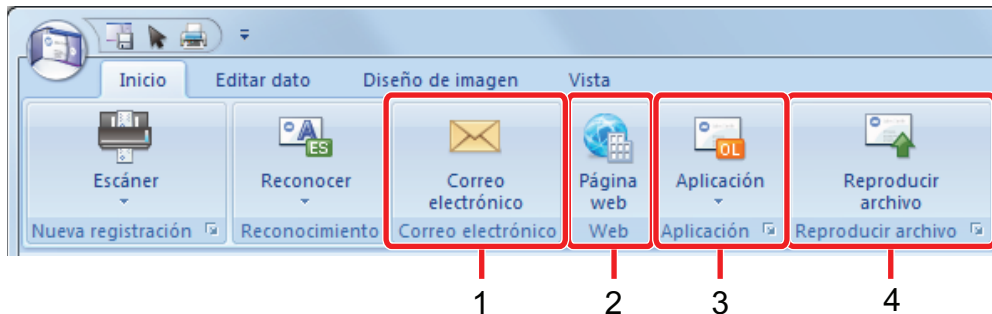 Inicio Editar dato Diseño de imagen Vista
ES
OL
Escáner Reconocer Correo electrónico Página web Aplicación Reproducir archivo
Nueva registración Reconocimiento Correo electrónico Web Aplicación Reproducir archivo
1 2 3 4